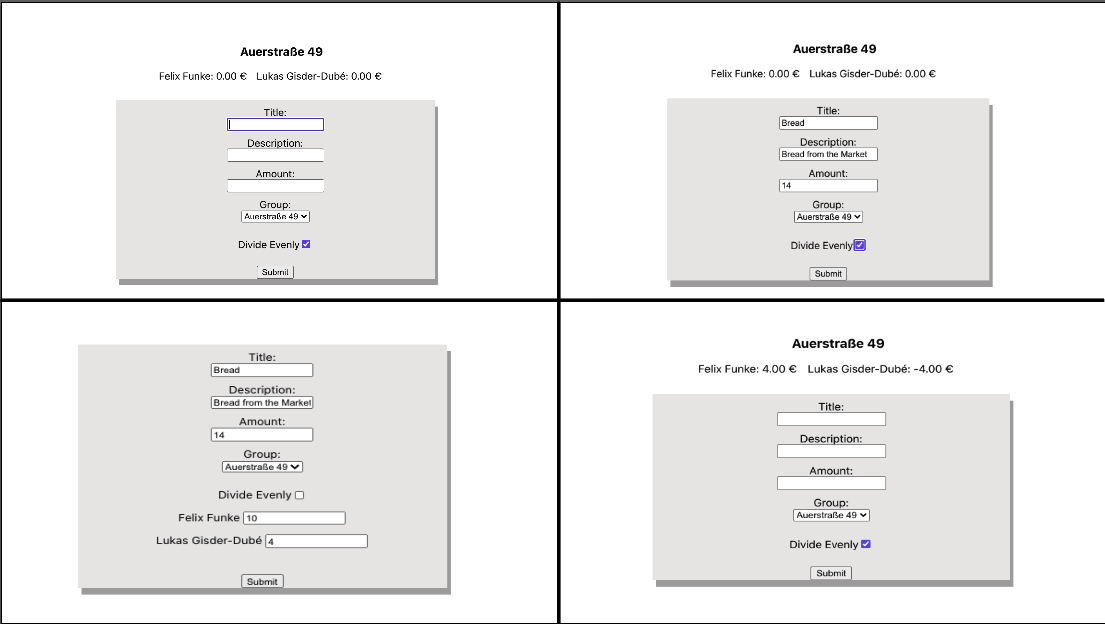 Auerstraße 49
Felix Funke: 0.00 € Lukas Gisder-Dubé: 0.00 €
Title:
Description:
Amount:
Group:
Auerstraße 49
Divide Evenly
Submit
Auerstraße 49
Felix Funke: 0.00 € Lukas Gisder-Dubé: 0.00 €
Title:
Bread
Description:
Bread from the Market
Amount:
14
Group:
Auerstraße 49
Divide Evenly
Submit
Title:
Bread
Description:
Bread from the Market
Amount:
14
Group:
Auerstraße 49
Divide Evenly
Felix Funke 10
Lukas Gisder-Dubé 4
Submit
Auerstraße 49
Felix Funke: 4.00 € Lukas Gisder-Dubé: -4.00 €
Title:
Description:
Amount:
Group:
Auerstraße 49
Divide Evenly
Submit